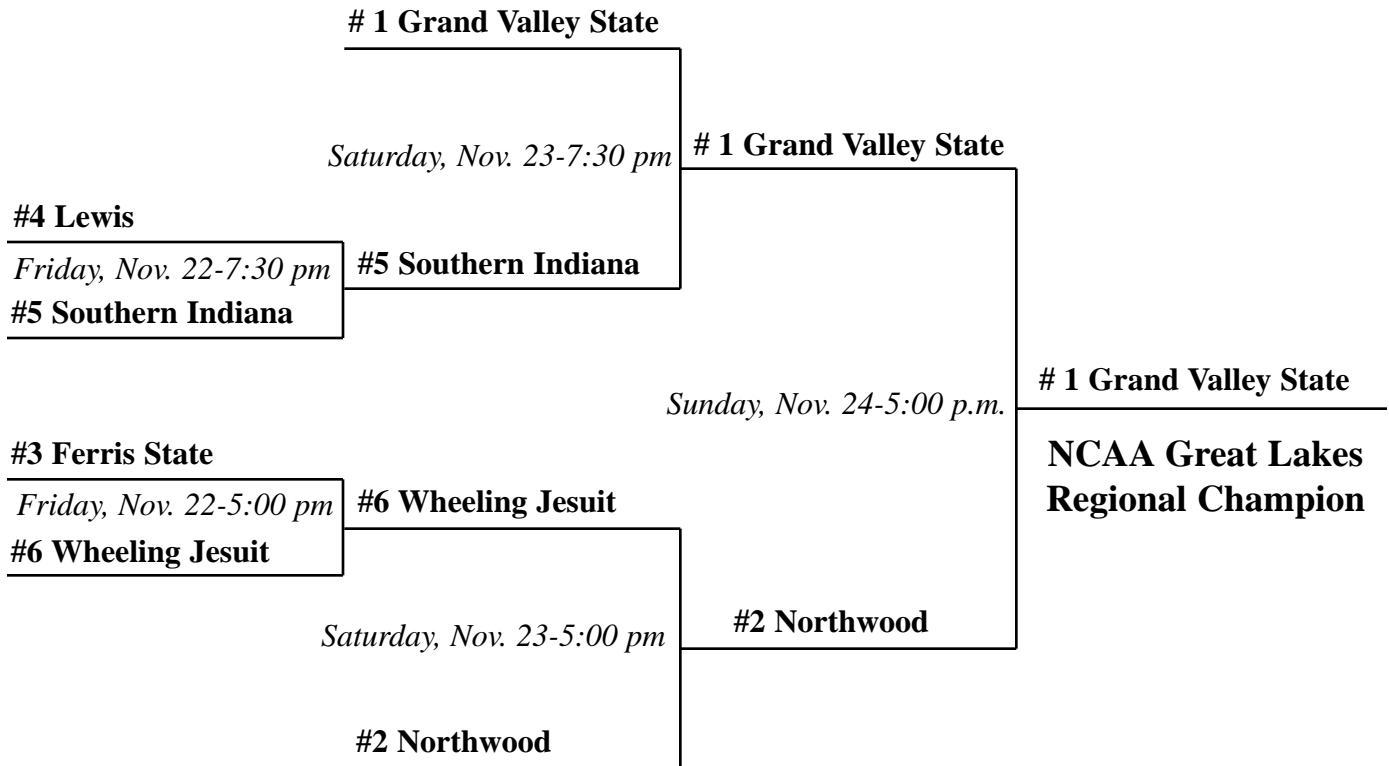 # 1 Grand Valley State
Saturday, Nov. 23-7:30 pm
# 1 Grand Valley State
#4 Lewis
Friday, Nov. 22-7:30 pm
#5 Southern Indiana
#5 Southern Indiana
Sunday, Nov. 24-5:00 p.m.
# 1 Grand Valley State
NCAA Great Lakes
Regional Champion
#3 Ferris State
Friday, Nov. 22-5:00 pm
#6 Wheeling Jesuit
#6 Wheeling Jesuit
Saturday, Nov. 23-5:00 pm
#2 Northwood
#2 Northwood